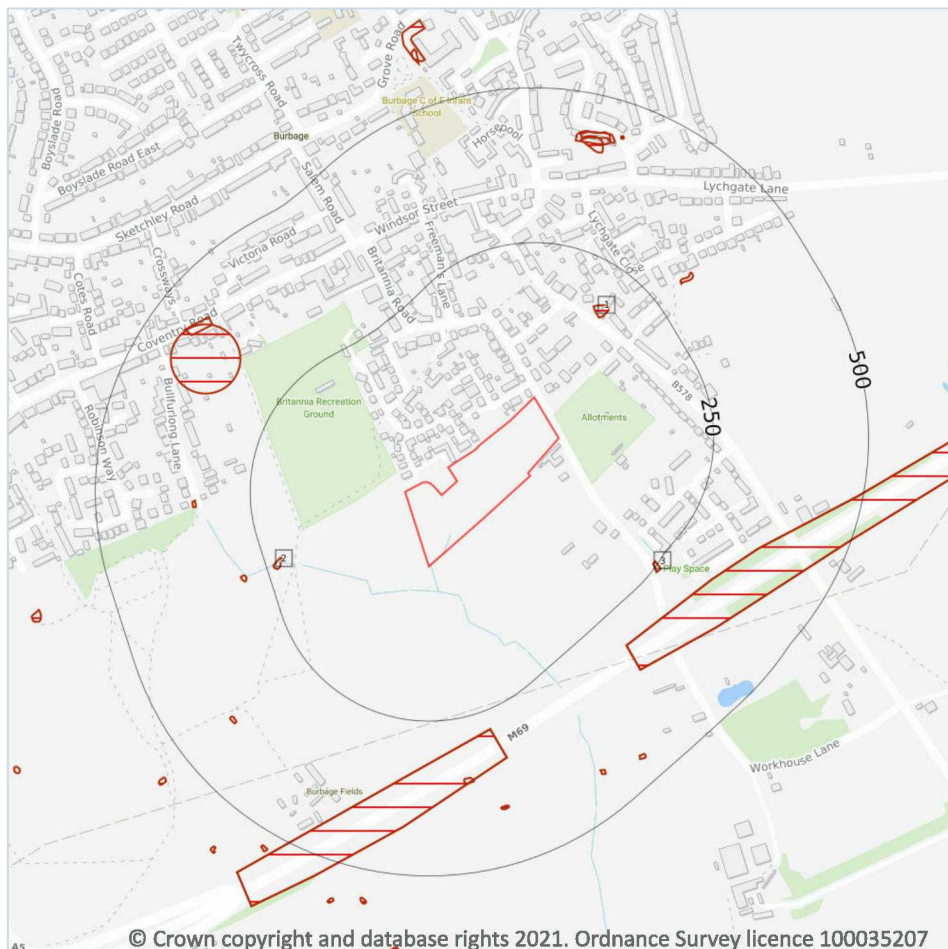 Boyslade Road
Twycross Road
Grove Road
Burbage C of E Infant
School
Horsepool
Burbage
Boyslade Road East
Salem Road
Lychgate Lane
Sketchley Road
Windsor Street
Lychgate Close
Freeman's Lane
Victoria Road
Crossways
Cotes Road
Britannia Road
1
Coventry Road
500
B578
250
Britannia Recreation
Ground
Allotments
Bullfurlong Lane
Robinson Way
2
3
Play Space
M69
Workhouse Lane
Burbage Fields
A5
© Crown copyright and database rights 2021. Ordnance Survey licence 100035207